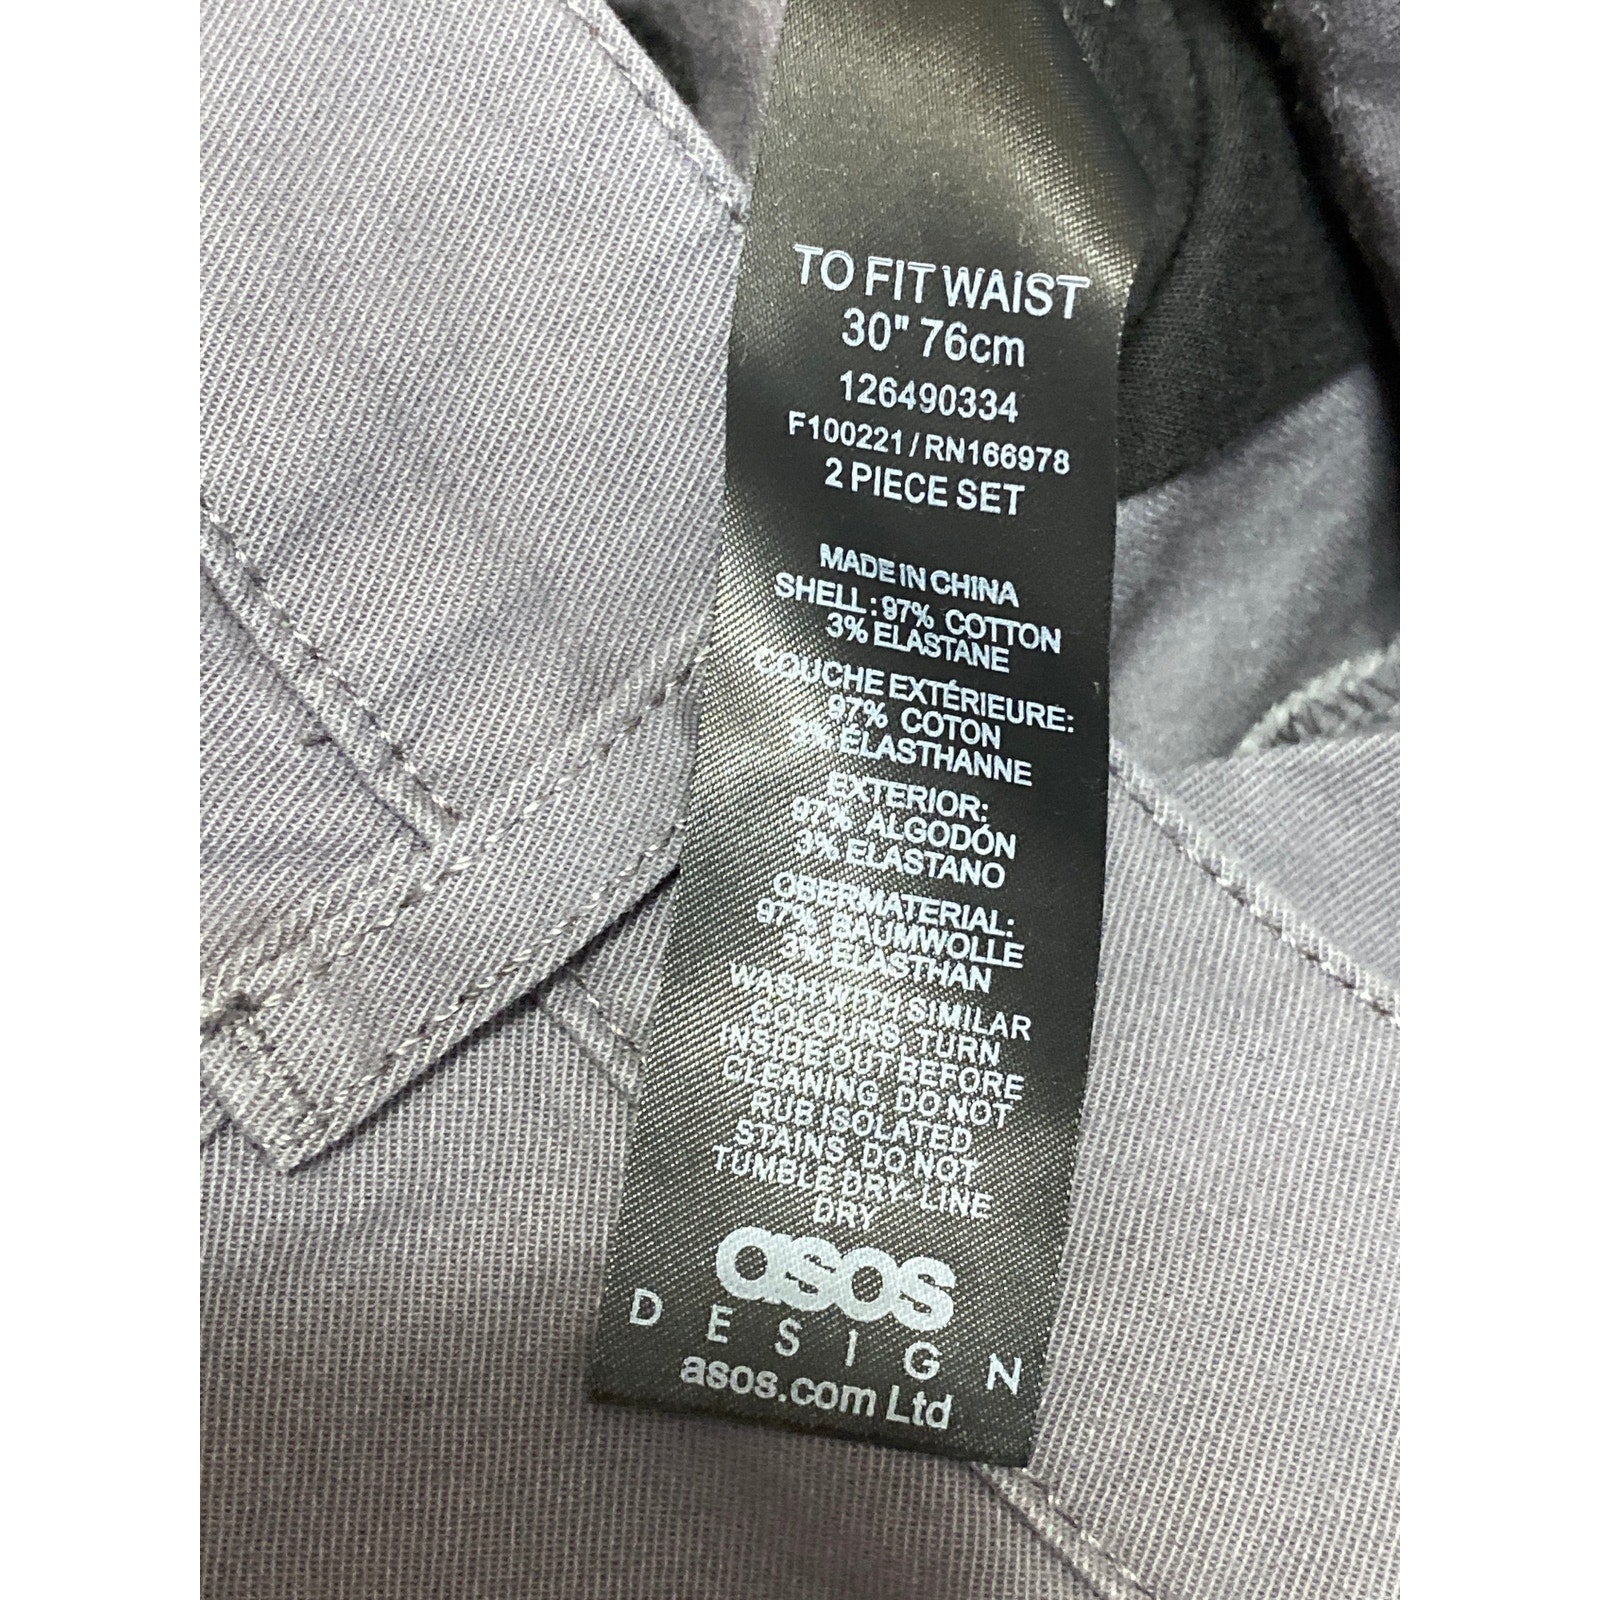 TO FIT WAIST
30" 76cm
126490334
F100221 / RN166978
2 PIECE SET
MADE IN CHINA
SHELL : 97% COTTON
3% ELASTANE
COUCHE EXTÉRIEURE:
97% COTON
3% ÉLASTHANNE
EXTERIOR:
97% ALGODÓN
3% ELASTANO
OBERMATERIAL:
97% BAUMWOLLE
3% ELASTHAN
WASH WITH SIMILAR
COLOURS, TURN
INSIDE OUT BEFORE
CLEANING, DO NOT
RUB ISOLATED
STAINS, DO NOT
TUMBLE DRY- LINE
DRY
asos
DESIGN
asos.com Ltd